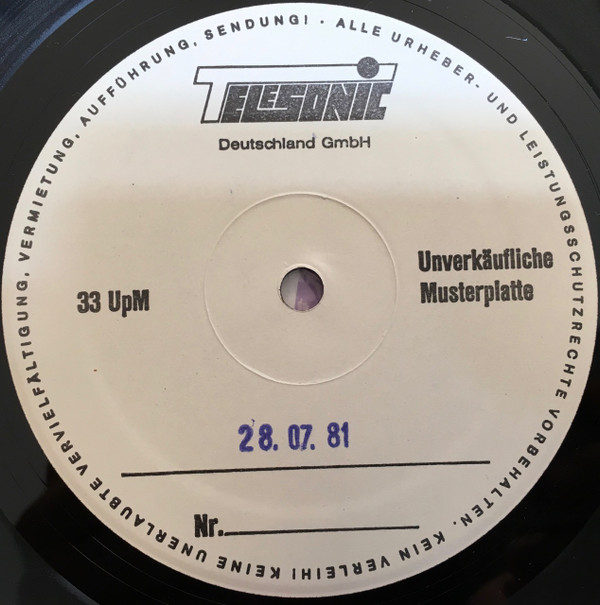 TELESONIC
Deutschland GmbH
33 UpM
Unverkäufliche
Musterplatte
28. 07. 81
Nr.
ALLE URHEBER- UND LEISTUNGSSCHUTZRECHTE VORBEHALTEN. KEIN VERLEIH! KEINE UNERLAUBTE VERVIELFÄLTIGUNG, VERMIETUNG, AUFFÜHRUNG, SENDUNG! ·